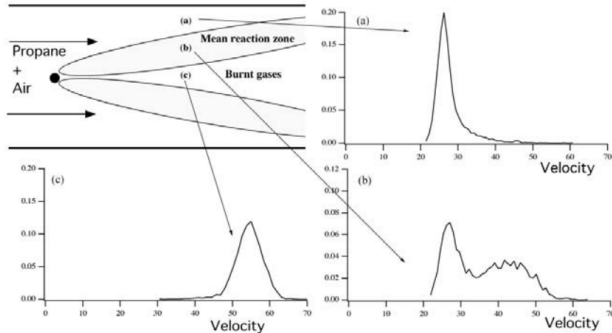 (a)
Mean reaction zone
Propane
+
Air
(b)
(c)
Burnt gases
(a)
0.20
0.15
0.10
0.05
0.00
0 10 20 30 40 50 60 70
Velocity
(c)
0.20
0.15
0.10
0.05
0.00
0 10 20 30 40 50 60 70
Velocity
(b)
0.12
0.10
0.08
0.06
0.04
0.02
0.00
0 10 20 30 40 50 60 70
Velocity